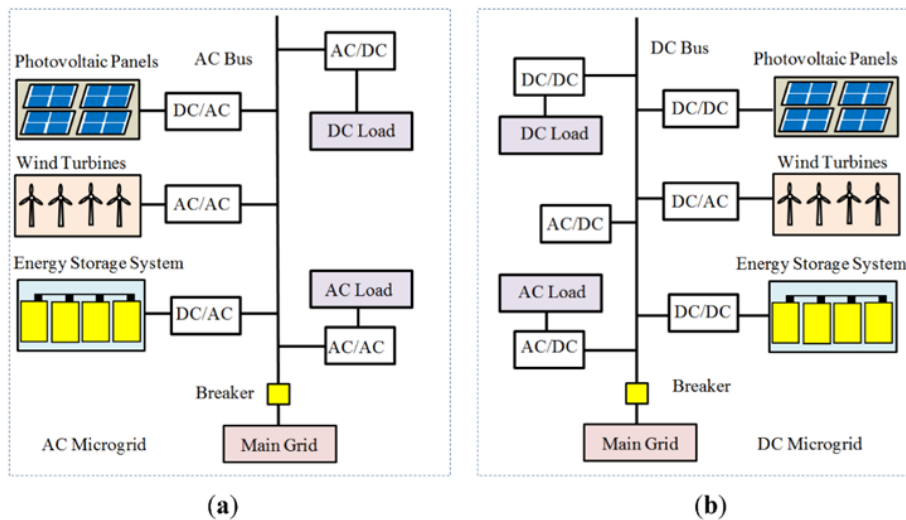 Photovoltaic Panels
AC Bus
AC/DC
DC/AC
DC Load
Wind Turbines
AC/AC
Energy Storage System
AC Load
DC/AC
AC/AC
Breaker
Main Grid
AC Microgrid
(a)
DC Bus
Photovoltaic Panels
DC/DC
DC/DC
DC Load
Wind Turbines
DC/AC
AC/DC
Energy Storage System
AC Load
DC/DC
AC/DC
Breaker
Main Grid
DC Microgrid
(b)